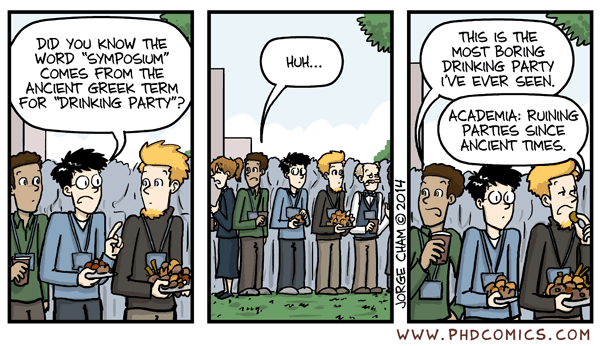 DID YOU KNOW THE
WORD "SYMPOSIUM"
COMES FROM THE
ANCIENT GREEK TERM
FOR "DRINKING PARTY"?
HUH...
JORGE CHAM © 2014
THIS IS THE
MOST BORING
DRINKING PARTY
I'VE EVER SEEN.
ACADEMIA: RUINING
PARTIES SINCE
ANCIENT TIMES.
WWW.PHDCOMICS.COM